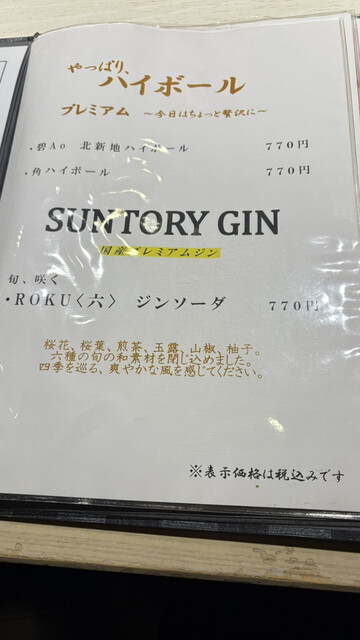 やっぱり、ハイボール
プレミアム ～今日はちょっと贅沢に～
・碧Ao 北新地ハイボール 770円
・角ハイボール 770円
SUNTORY GIN
国産プレミアムジン
旬、咲く
・ROKU〈六〉 ジンソーダ 770円
桜花、桜葉、煎茶、玉露、山椒、柚子。
六種の旬の和素材を閉じ込めました。
四季を巡る、爽やかな風を感じてください。
※表示価格は税込みです